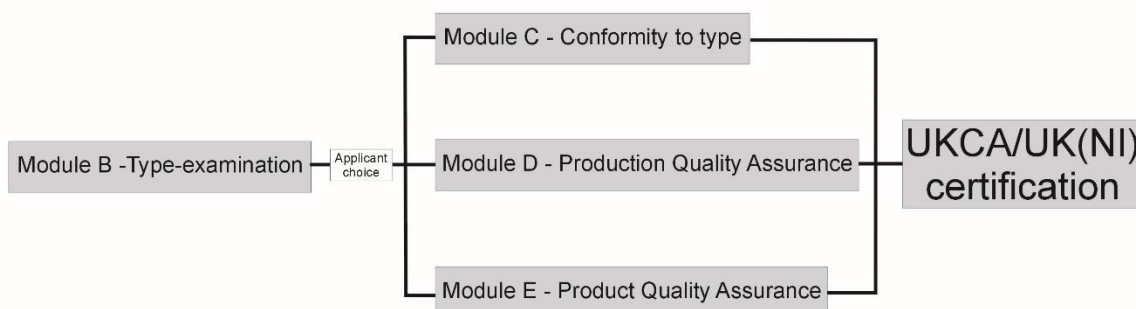 Module C - Conformity to type
Module B -Type-examination
Applicant
choice
Module D - Production Quality Assurance
UKCA/UK(NI)
certification
Module E - Product Quality Assurance